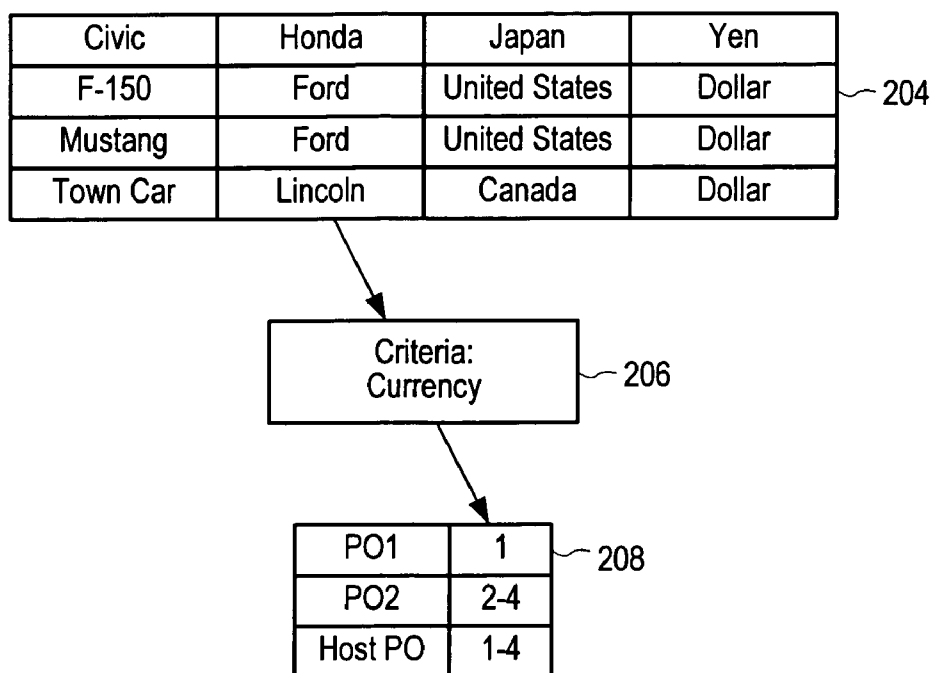 Civic Honda Japan Yen
F-150 Ford United States Dollar
204
Mustang Ford United States Dollar
Town Car Lincoln Canada Dollar
Criteria:
Currency
206
PO1 1
208
PO2 2-4
Host PO 1-4